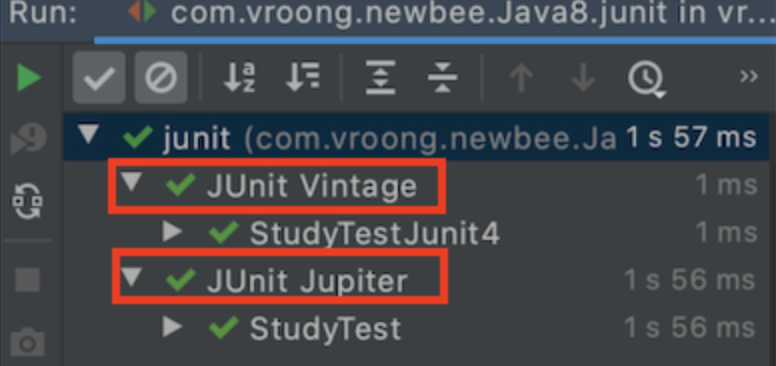 Run: com.vroong.newbee.Java8.junit in vr...
junit (com.vroong.newbee.Ja 1 s 57 ms
JUnit Vintage 1 ms
StudyTestJunit4 1 ms
JUnit Jupiter 1 s 56 ms
StudyTest 1 s 56 ms